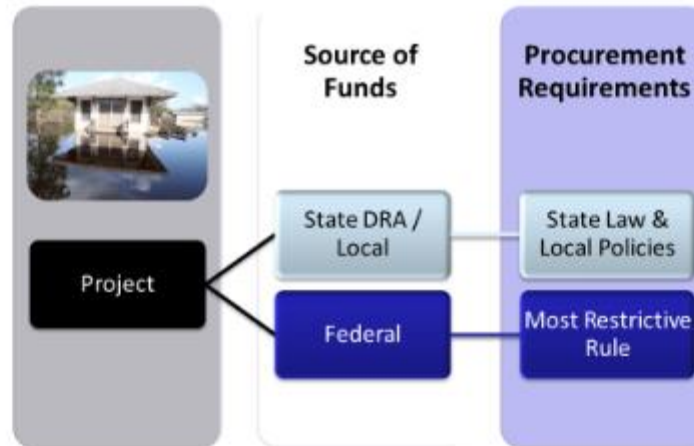 Source of
Funds
Procurement
Requirements
State DRA /
Local
State Law &
Local Policies
Project
Federal
Most Restrictive
Rule